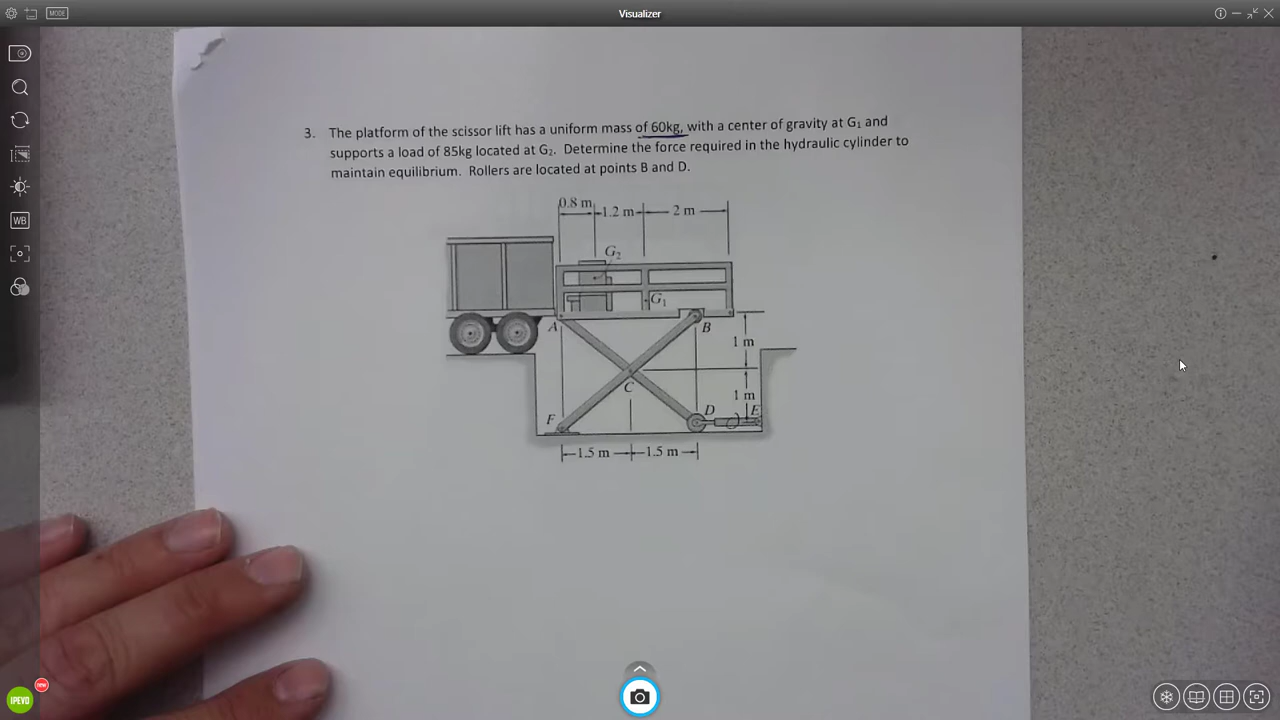 MODE
Visualizer
WB
3. The platform of the scissor lift has a uniform mass of 60kg, with a center of gravity at G₁ and
supports a load of 85kg located at G₂. Determine the force required in the hydraulic cylinder to
maintain equilibrium. Rollers are located at points B and D.
0.8 m
1.2 m
2 m
G₂
G₁
A
B
1 m
C
1 m
F
D
E
1.5 m
1.5 m
IPEVO
new